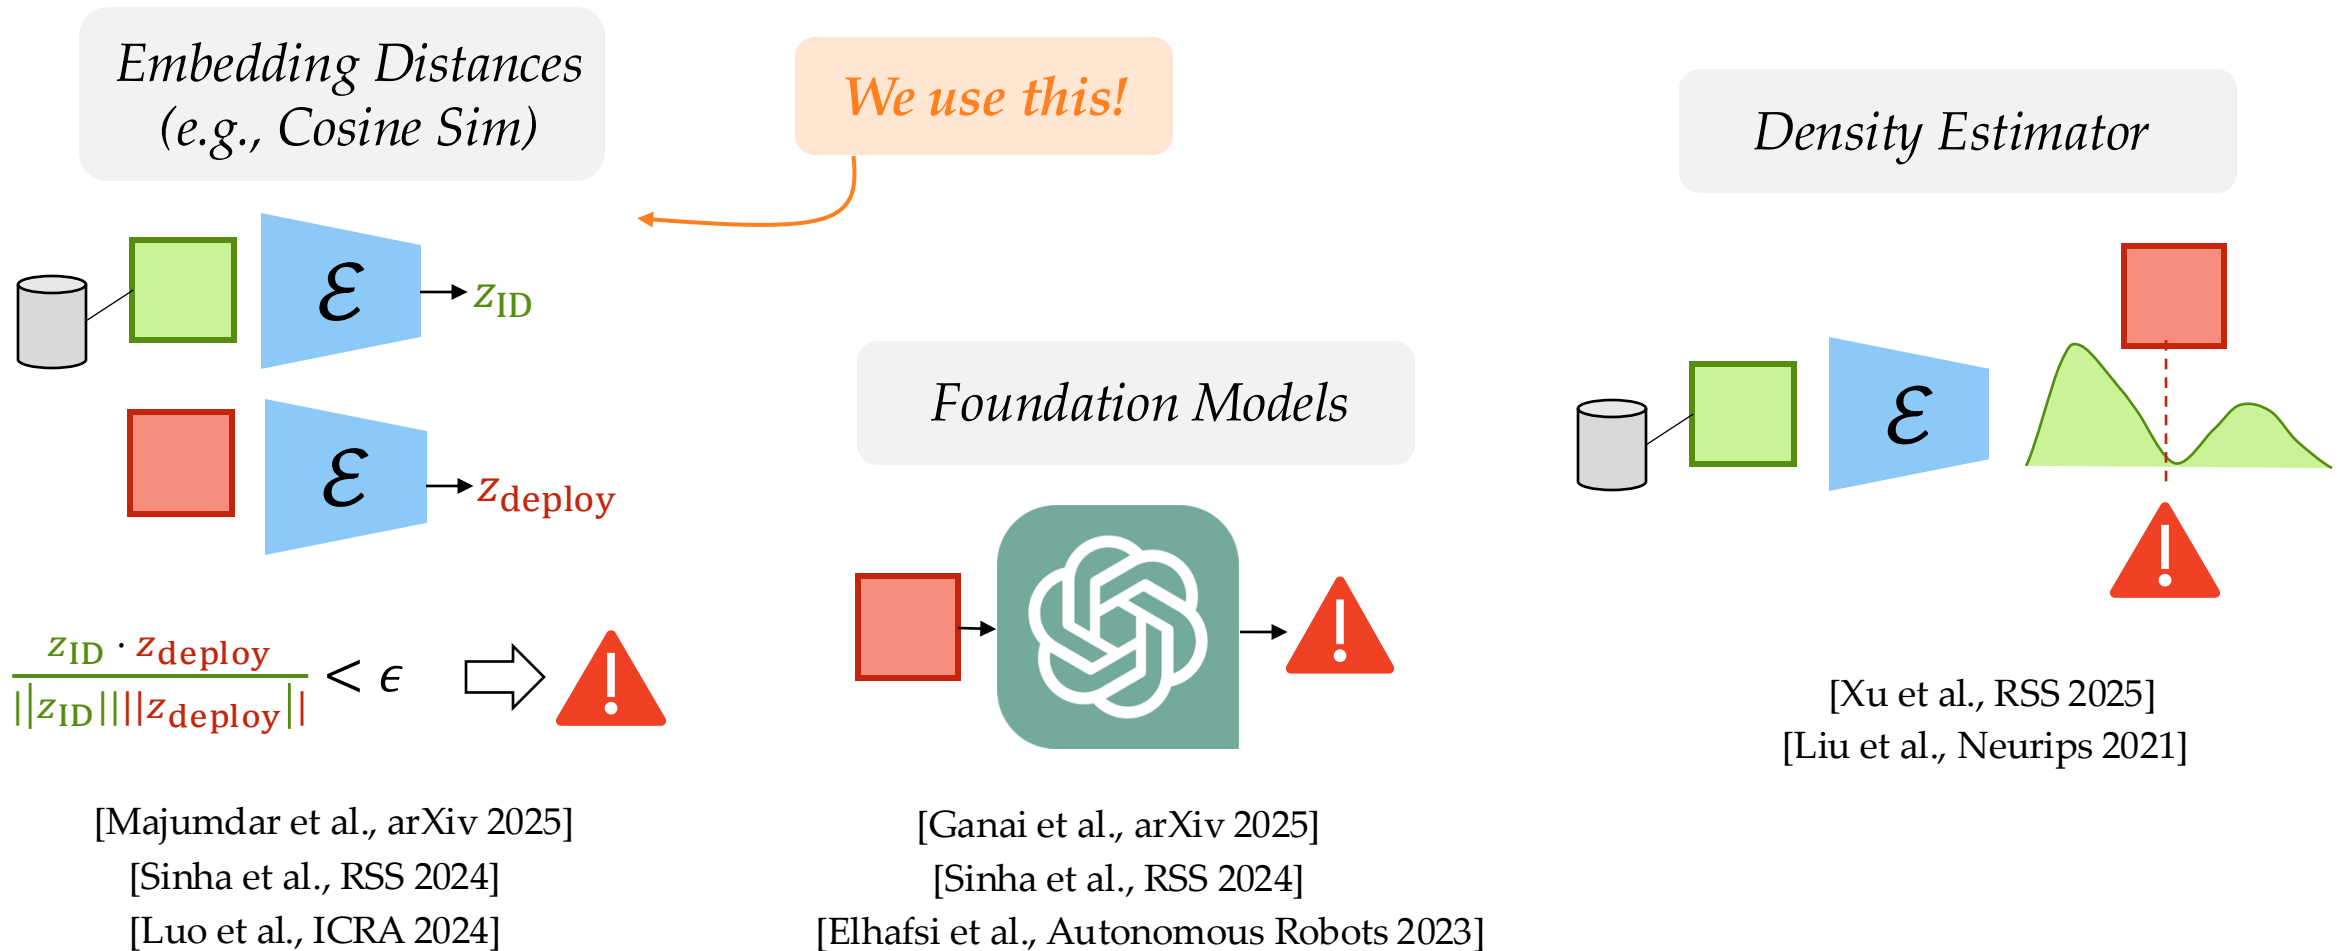 Embedding Distances
(e.g., Cosine Sim)
ℰ
z_ID
ℰ
z_deploy
z_ID · z_deploy
||z_ID||||z_deploy||
< ϵ
!
[Majumdar et al., arXiv 2025]
[Sinha et al., RSS 2024]
[Luo et al., ICRA 2024]
We use this!
Foundation Models
!
[Ganai et al., arXiv 2025]
[Sinha et al., RSS 2024]
[Elhafsi et al., Autonomous Robots 2023]
Density Estimator
ℰ
!
[Xu et al., RSS 2025]
[Liu et al., Neurips 2021]